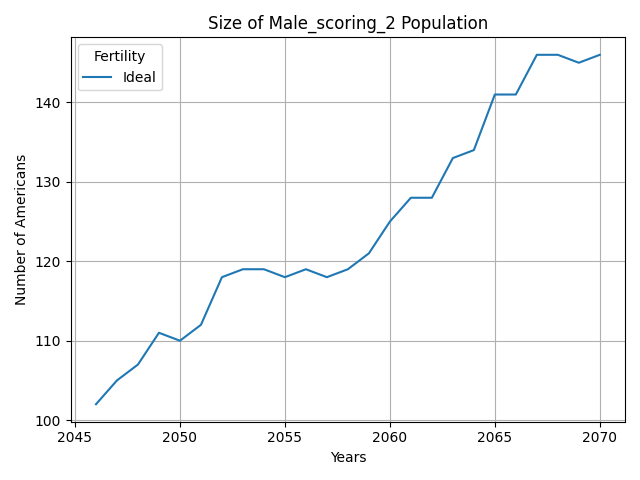 Size of Male_scoring_2 Population
Fertility
Ideal
Number of Americans
140
130
120
110
100
2045
2050
2055
2060
2065
2070
Years